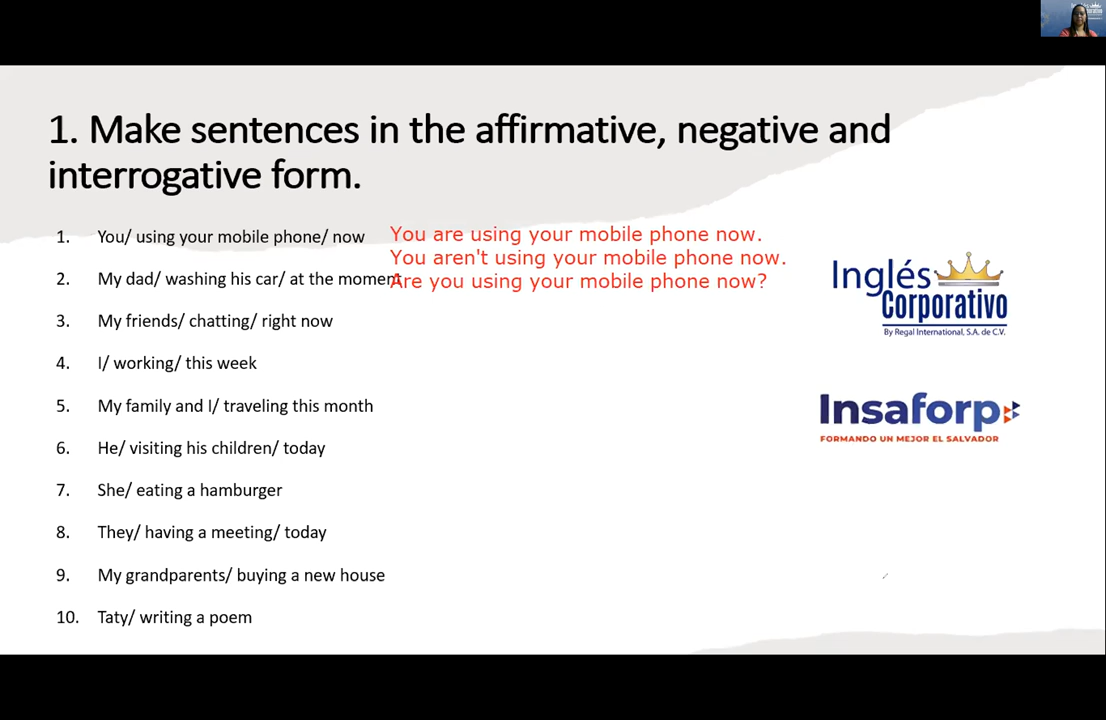 1. Make sentences in the affirmative, negative and
interrogative form.
1. You/ using your mobile phone/ now
You are using your mobile phone now.
You aren't using your mobile phone now.
2. My dad/ washing his car/ at the moment
Are you using your mobile phone now?
3. My friends/ chatting/ right now
4. I/ working/ this week
5. My family and I/ traveling this month
6. He/ visiting his children/ today
7. She/ eating a hamburger
8. They/ having a meeting/ today
9. My grandparents/ buying a new house
10. Taty/ writing a poem
Inglés
Corporativo
By Regal International, S.A. de C.V.
Insaforp
FORMANDO UN MEJOR EL SALVADOR